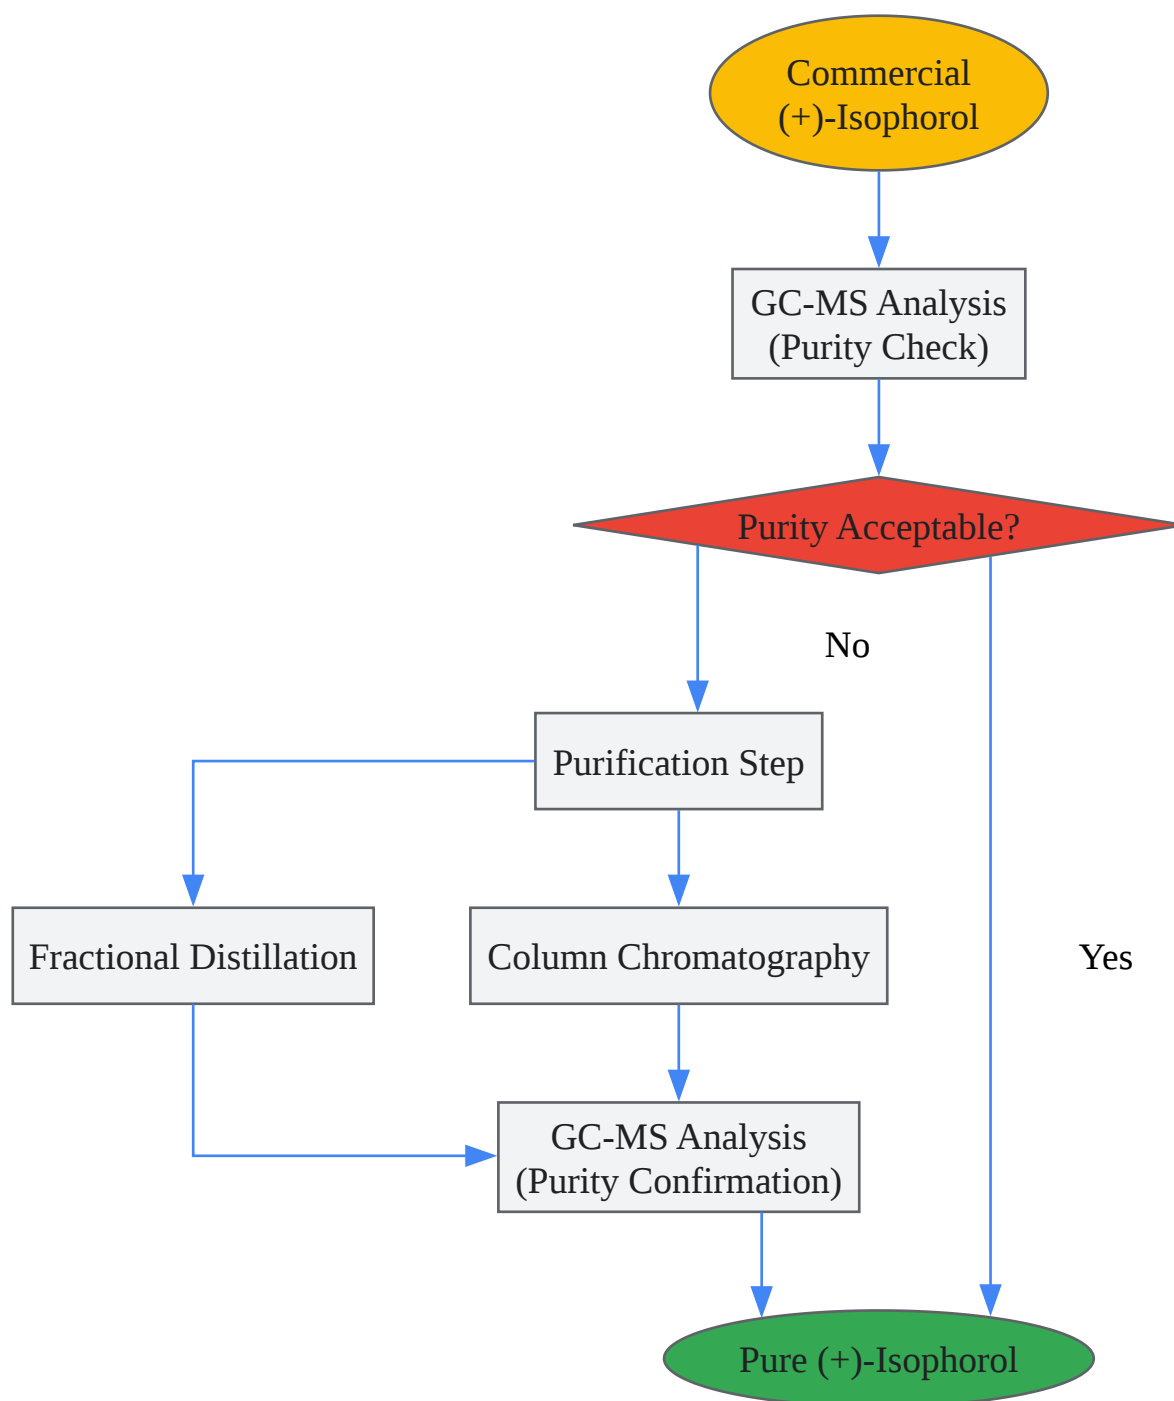 Commercial
(+)-Isophorol
GC-MS Analysis
(Purity Check)
Purity Acceptable?
No
Purification Step
Fractional Distillation
Column Chromatography
Yes
GC-MS Analysis
(Purity Confirmation)
Pure (+)-Isophorol